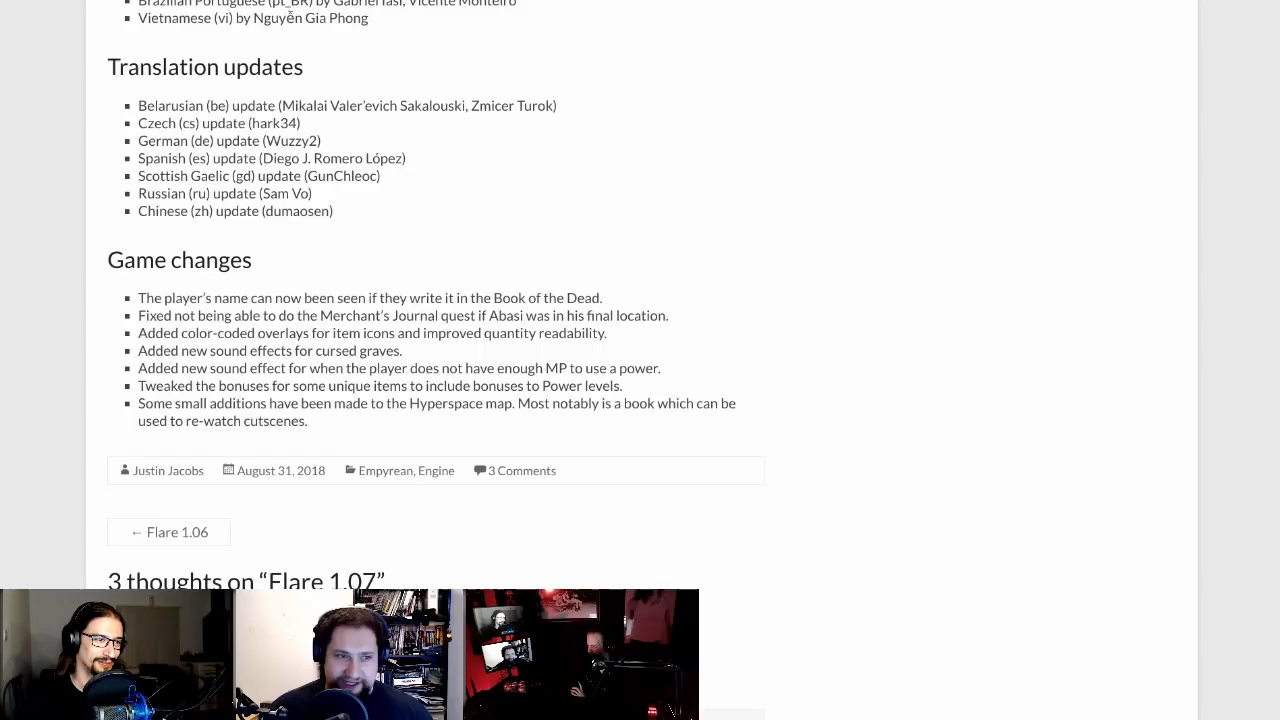 Brazilian Portuguese (pt_BR) by Gabriel Iasi, Vicente Monteiro
Vietnamese (vi) by Nguyễn Gia Phong
Translation updates
Belarusian (be) update (Mikalai Valer’evich Sakalouski, Zmicer Turok)
Czech (cs) update (hark34)
German (de) update (Wuzzy2)
Spanish (es) update (Diego J. Romero López)
Scottish Gaelic (gd) update (GunChleoc)
Russian (ru) update (Sam Vo)
Chinese (zh) update (dumaosen)
Game changes
The player’s name can now been seen if they write it in the Book of the Dead.
Fixed not being able to do the Merchant’s Journal quest if Abasi was in his final location.
Added color-coded overlays for item icons and improved quantity readability.
Added new sound effects for cursed graves.
Added new sound effect for when the player does not have enough MP to use a power.
Tweaked the bonuses for some unique items to include bonuses to Power levels.
Some small additions have been made to the Hyperspace map. Most notably is a book which can be
used to re-watch cutscenes.
Justin Jacobs August 31, 2018 Empyrean, Engine 3 Comments
← Flare 1.06
3 thoughts on “Flare 1.07”